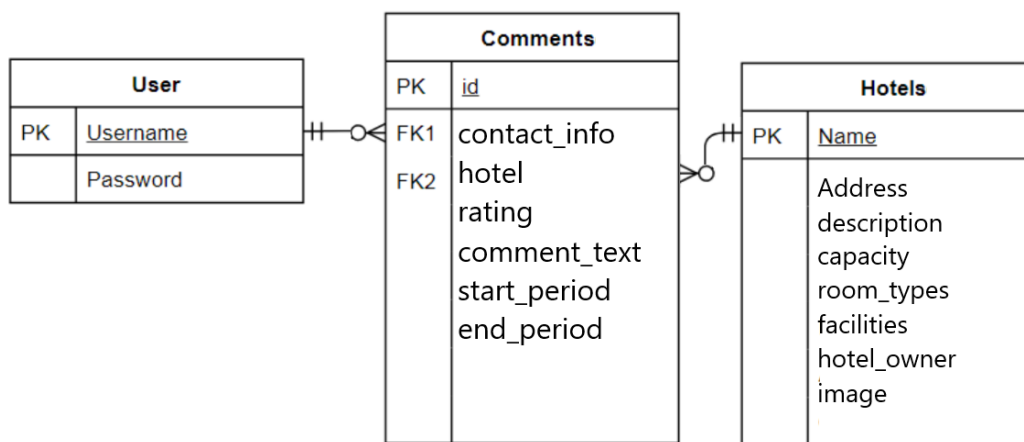 User
PK Username
Password
Comments
PK id
FK1 contact_info
FK2 hotel
rating
comment_text
start_period
end_period
Hotels
PK Name
Address
description
capacity
room_types
facilities
hotel_owner
image